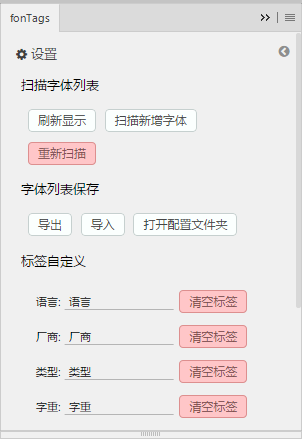 fonTags
设置
扫描字体列表
刷新显示 扫描新增字体
重新扫描
字体列表保存
导出 导入 打开配置文件夹
标签自定义
语言: 语言 清空标签
厂商: 厂商 清空标签
类型: 类型 清空标签
字重: 字重 清空标签